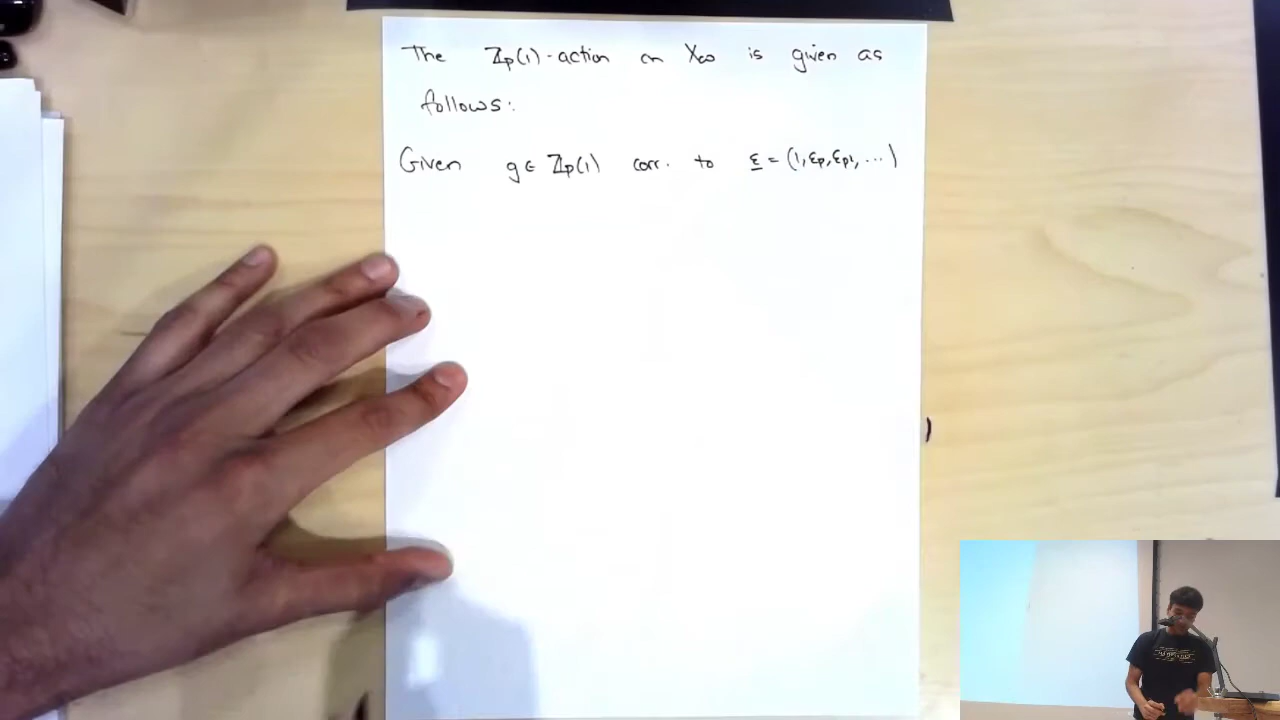 The ℤp(1)-action on X∞ is given as
follows:
Given g ∈ ℤp(1) corr. to ε = (1, εp, εp², ...)